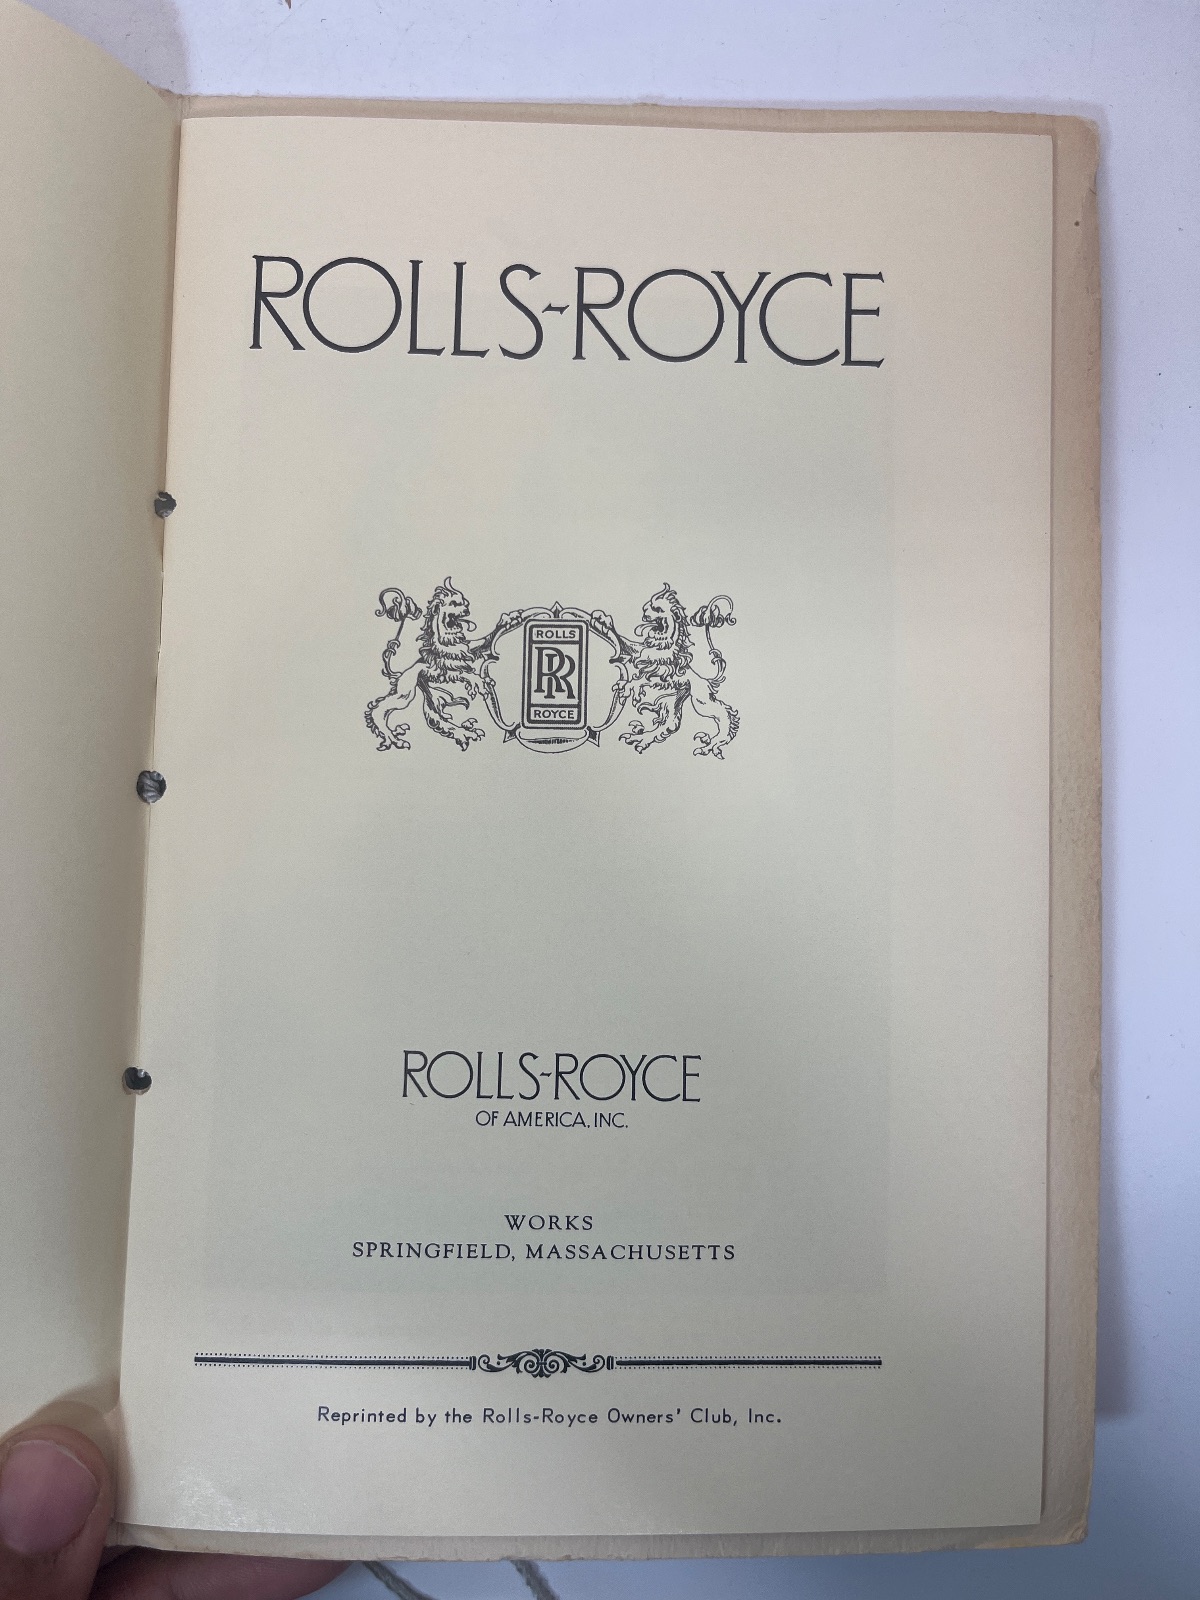 ROLLS-ROYCE
ROLLS
RR
ROYCE
ROLLS-ROYCE
OF AMERICA, INC.
WORKS
SPRINGFIELD, MASSACHUSETTS
Reprinted by the Rolls-Royce Owners' Club, Inc.